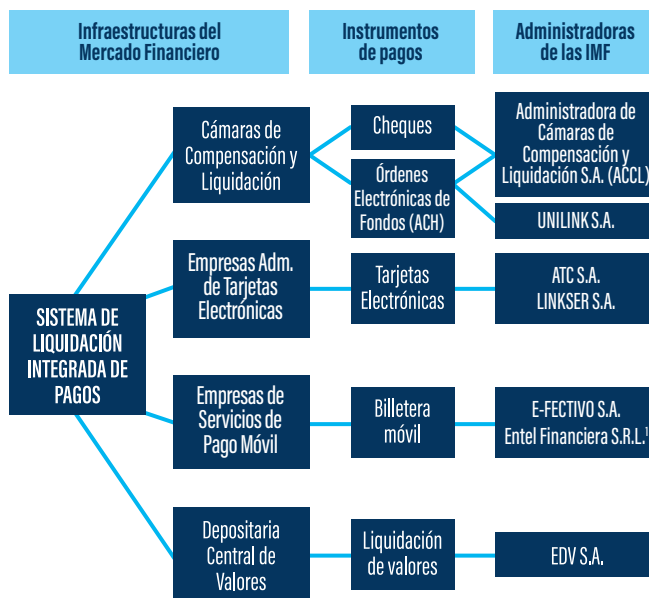 Infraestructuras del
Mercado Financiero
Instrumentos
de pagos
Administradoras
de las IMF
SISTEMA DE
LIQUIDACIÓN
INTEGRADA DE
PAGOS
Cámaras de
Compensación y
Liquidación
Cheques
Órdenes
Electrónicas de
Fondos (ACH)
Administradora de
Cámaras de
Compensación y
Liquidación S.A. (ACCL)
UNILINK S.A.
Empresas Adm.
de Tarjetas
Electrónicas
Tarjetas
Electrónicas
ATC S.A.
LINKSER S.A.
Empresas de
Servicios de
Pago Móvil
Billetera
móvil
E-FECTIVO S.A.
Entel Financiera S.R.L.¹
Depositaria
Central de
Valores
Liquidación
de valores
EDV S.A.